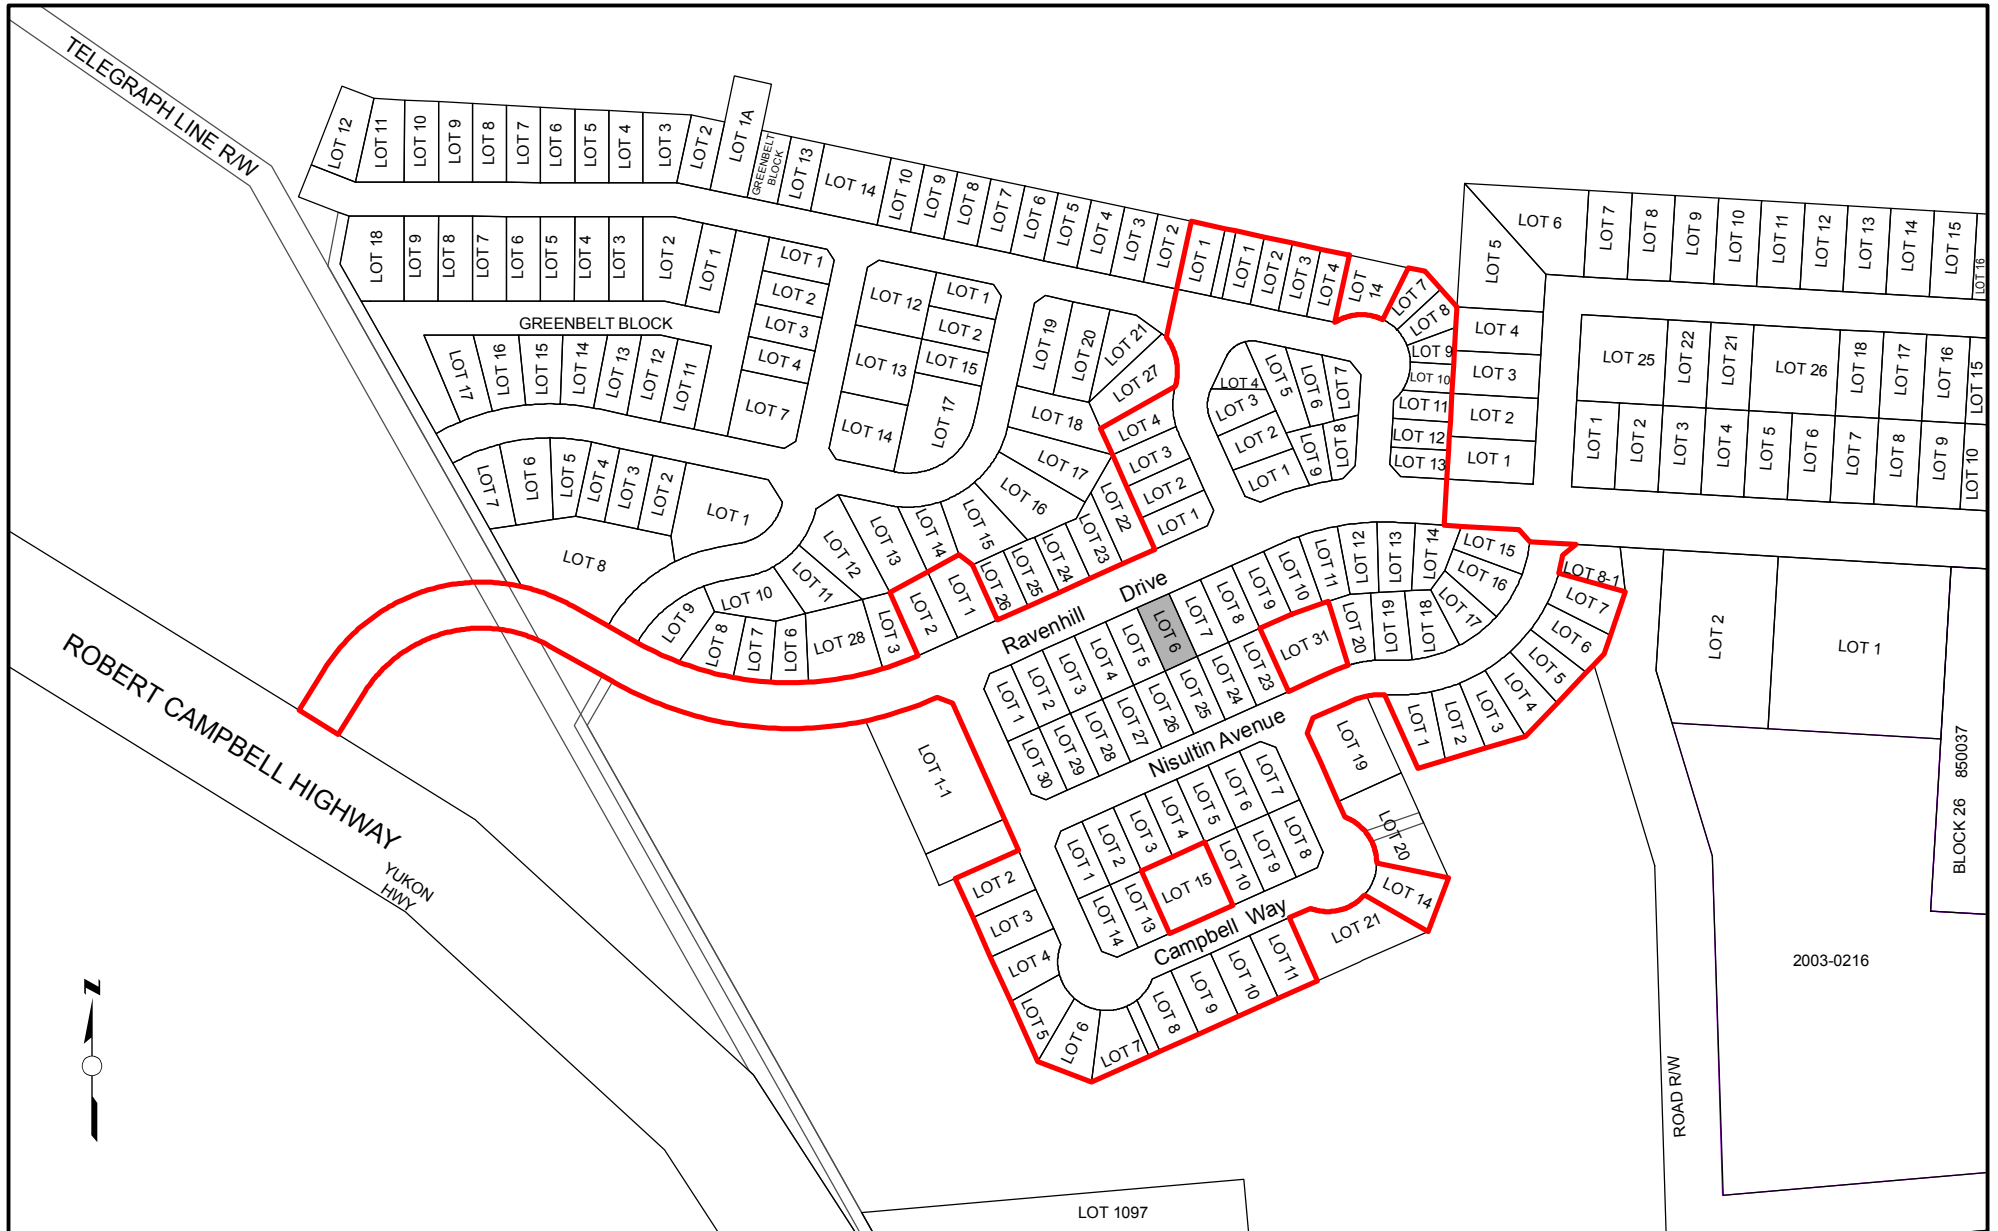 TELEGRAPH LINE R/W
LOT 12
LOT 11
LOT 10
LOT 9
LOT 8
LOT 7
LOT 6
LOT 5
LOT 4
LOT 3
LOT 2
LOT 1A
GREENBELT
BLOCK
LOT 13
LOT 14
LOT 10
LOT 9
LOT 8
LOT 7
LOT 6
LOT 5
LOT 4
LOT 3
LOT 2
LOT 1
LOT 1
LOT 2
LOT 3
LOT 4
LOT
14
LOT 7
LOT 8
LOT 9
LOT 10
LOT 11
LOT 12
LOT 13
LOT 5
LOT 6
LOT 7
LOT 8
LOT 9
LOT 10
LOT 11
LOT 12
LOT 13
LOT 14
LOT 15
LOT 16
LOT 4
LOT 3
LOT 2
LOT 1
LOT 25
LOT 22
LOT 21
LOT 26
LOT 18
LOT 17
LOT 16
LOT 15
LOT 1
LOT 2
LOT 3
LOT 4
LOT 5
LOT 6
LOT 7
LOT 8
LOT 9
LOT 10
LOT 18
LOT 9
LOT 8
LOT 7
LOT 6
LOT 5
LOT 4
LOT 3
LOT 2
LOT 1
GREENBELT BLOCK
LOT 17
LOT 16
LOT 15
LOT 14
LOT 13
LOT 12
LOT 11
LOT 1
LOT 2
LOT 3
LOT 4
LOT 7
LOT 12
LOT 13
LOT 14
LOT 1
LOT 2
LOT 15
LOT 17
LOT 19
LOT 20
LOT 21
LOT 27
LOT 18
LOT 17
LOT 16
LOT 4
LOT 3
LOT 2
LOT 1
LOT 4
LOT 3
LOT 2
LOT 1
LOT 5
LOT 6
LOT 7
LOT 8
LOT 9
LOT 7
LOT 6
LOT 5
LOT 4
LOT 3
LOT 2
LOT 1
LOT 8
LOT 9
LOT 10
LOT 11
LOT 12
LOT 13
LOT 14
LOT 15
LOT 22
LOT 23
LOT 24
LOT 25
LOT 26
LOT 1
LOT 2
LOT 3
LOT 28
LOT 6
LOT 7
LOT 8
Ravenhill Drive
LOT 1
LOT 2
LOT 3
LOT 4
LOT 5
LOT 6
LOT 7
LOT 8
LOT 9
LOT 10
LOT 11
LOT 12
LOT 13
LOT 14
LOT 15
LOT 16
LOT 17
LOT 18
LOT 19
LOT 20
LOT 31
LOT 23
LOT 24
LOT 25
LOT 26
LOT 27
LOT 28
LOT 29
LOT 30
LOT 8-1
LOT 7
LOT 6
LOT 5
LOT 4
LOT 3
LOT 2
LOT 1
LOT 2
LOT 1
BLOCK 26 850037
2003-0216
ROAD R/W
Nisultin Avenue
LOT 1
LOT 2
LOT 3
LOT 4
LOT 5
LOT 6
LOT 7
LOT 8
LOT 9
LOT 10
LOT 15
LOT 13
LOT 14
LOT 19
LOT 20
LOT 14
LOT 21
Campbell Way
LOT 1-1
LOT 2
LOT 3
LOT 4
LOT 5
LOT 6
LOT 7
LOT 8
LOT 9
LOT 10
LOT 11
ROBERT CAMPBELL HIGHWAY
YUKON
HWY
N
LOT 1097